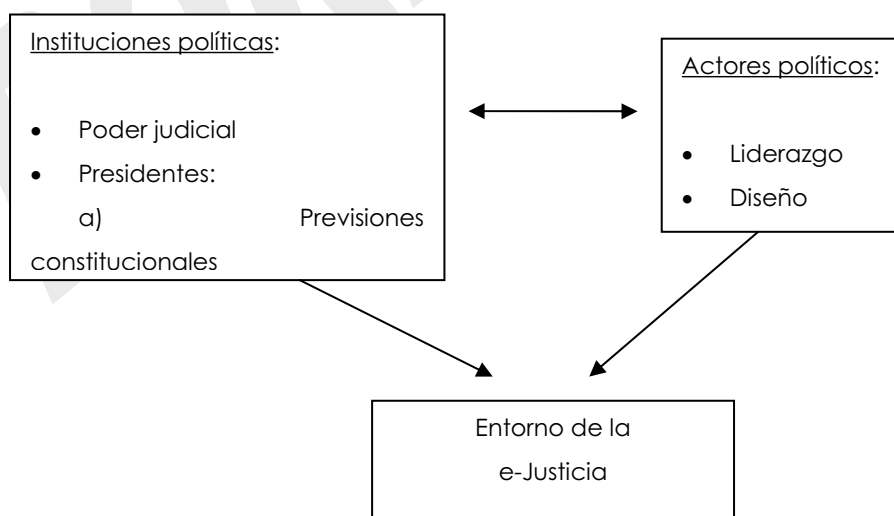 Instituciones políticas:
• Poder judicial
• Presidentes:
a) Previsiones
constitucionales
Actores políticos:
• Liderazgo
• Diseño
Entorno de la
e-Justicia